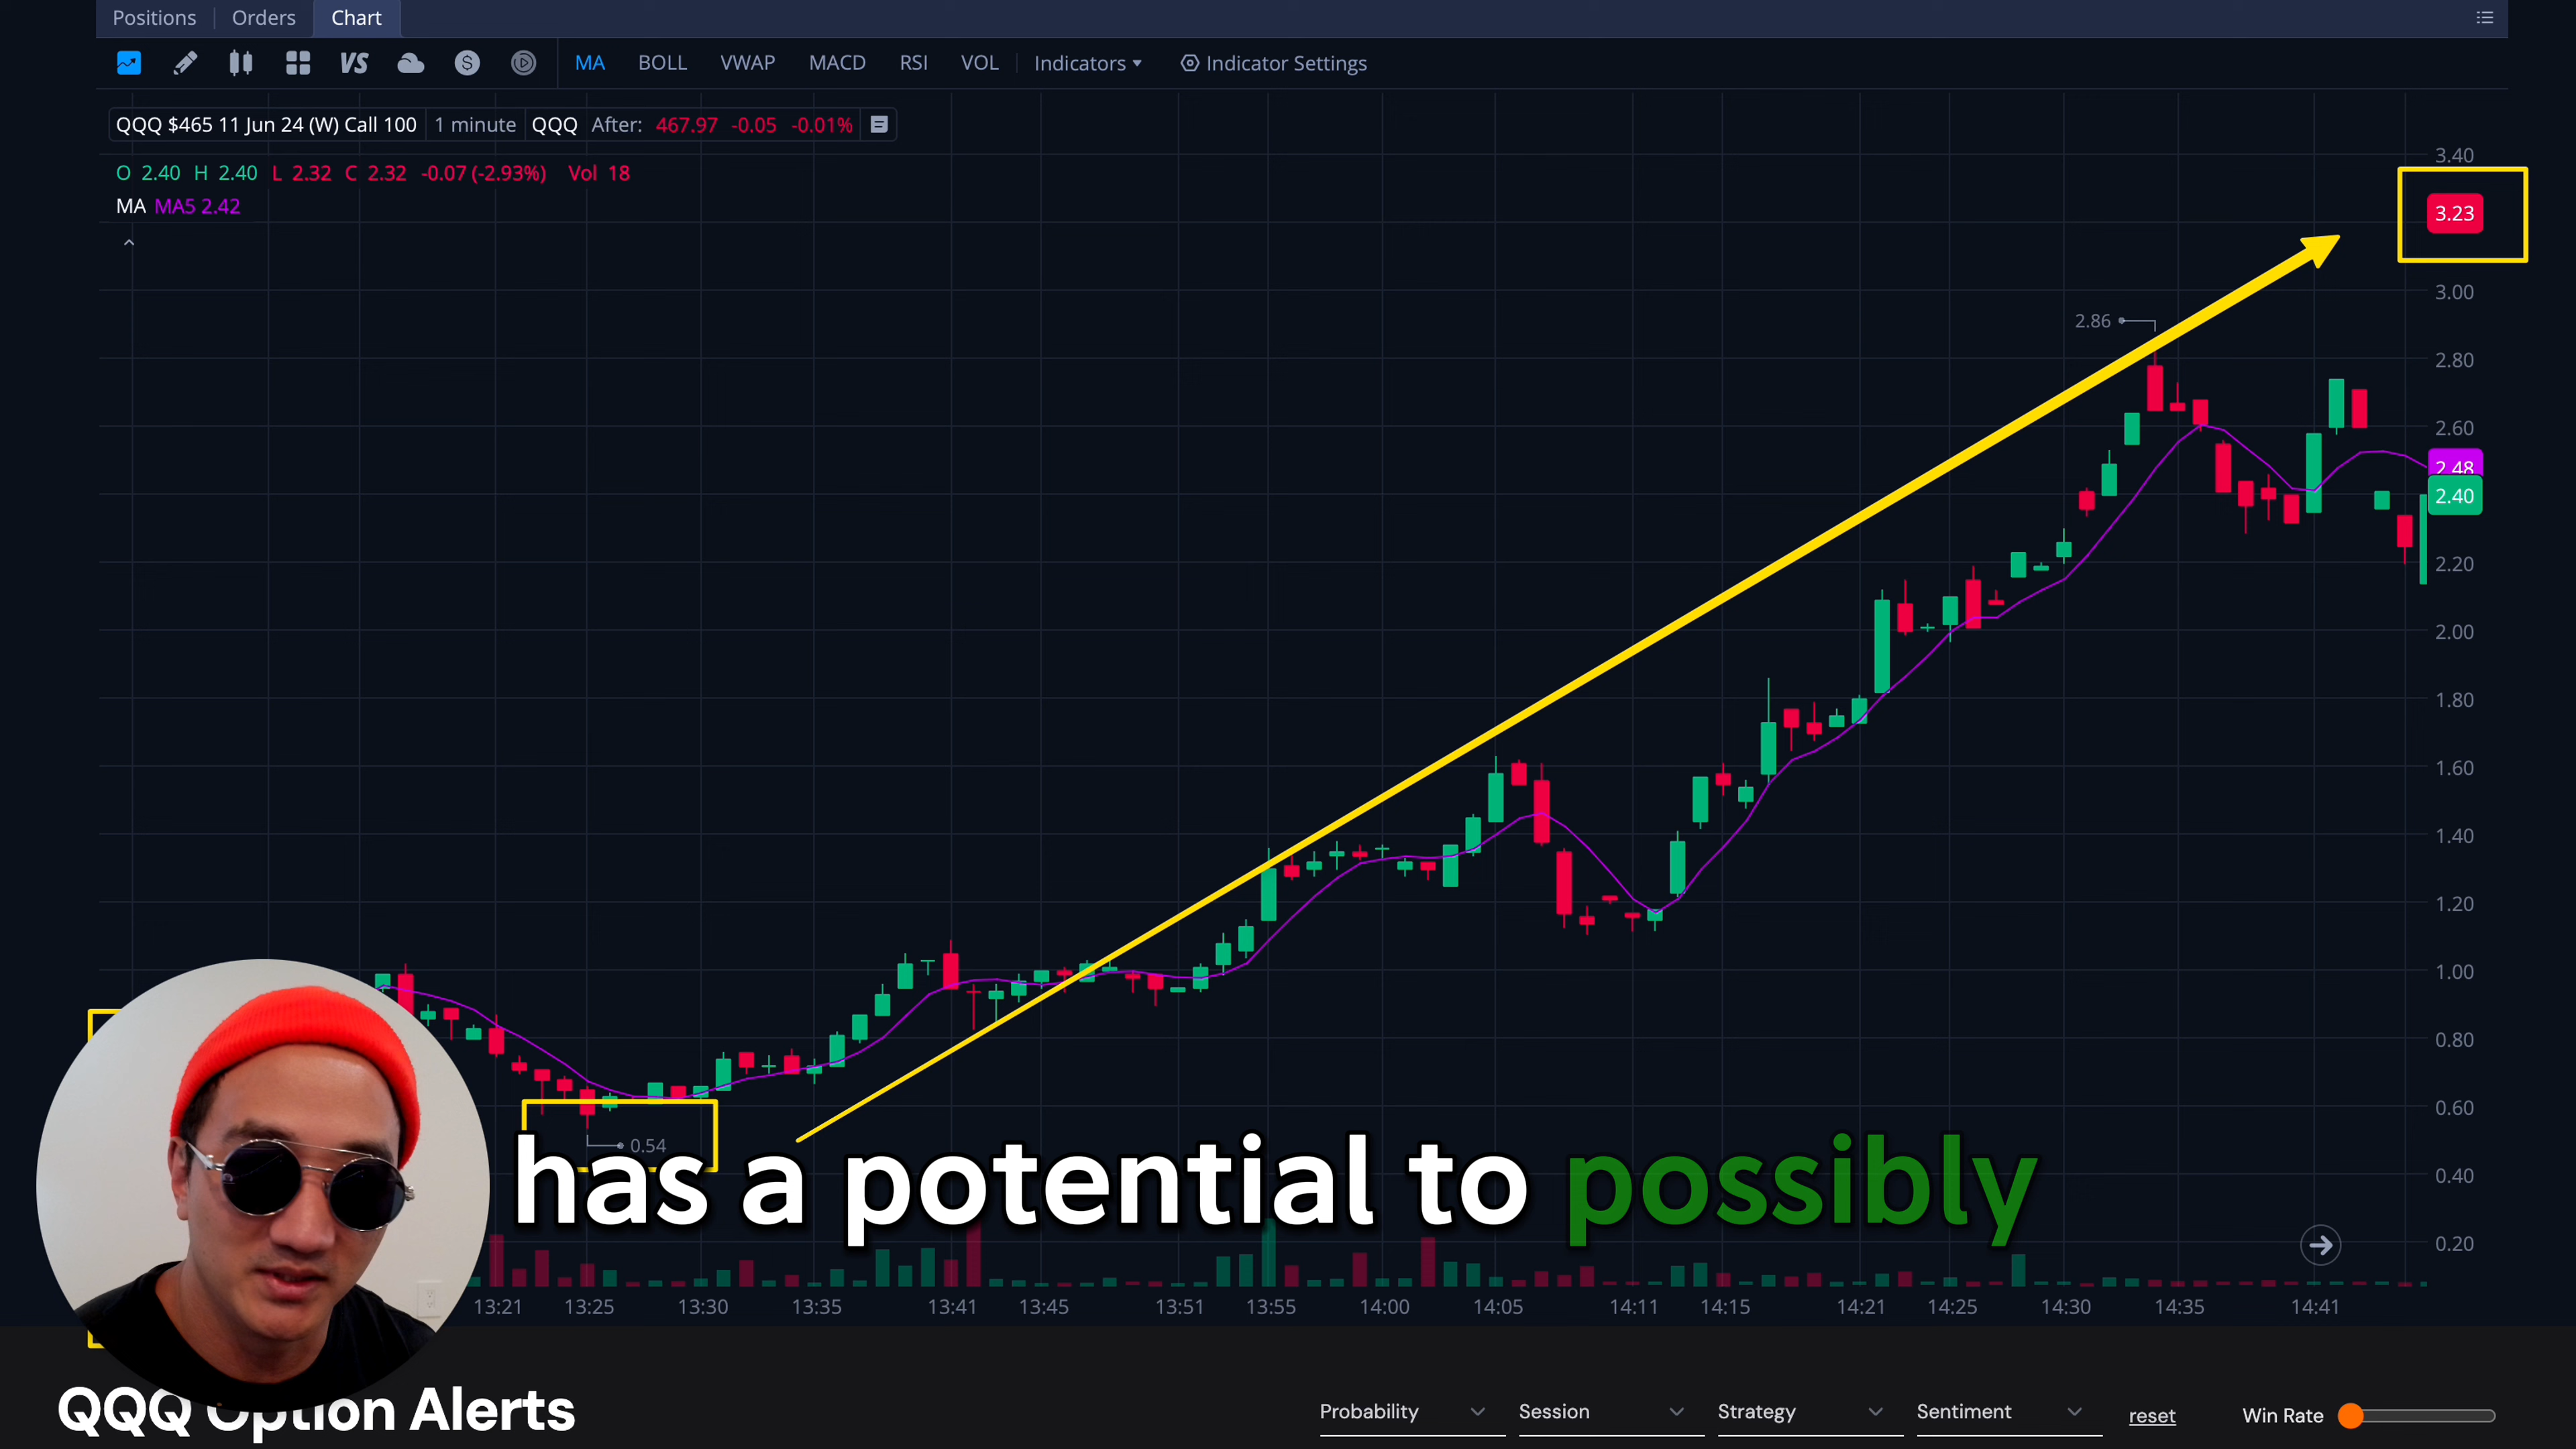 Positions Orders Chart
VS MA BOLL VWAP MACD RSI VOL Indicators Indicator Settings
QQQ $465 11 Jun 24 (W) Call 100 1 minute QQQ After: 467.97 -0.05 -0.01%
O 2.40 H 2.40 L 2.32 C 2.32 -0.07 (-2.93%) Vol 18
MA MA5 2.42
3.40
3.23
3.00
2.86
2.80
2.60
2.48
2.40
2.20
2.00
1.80
1.60
1.40
1.20
1.00
0.80
0.60
0.54
0.40
has a potential to possibly
0.20
13:21 13:25 13:30 13:35 13:41 13:45 13:51 13:55 14:00 14:05 14:11 14:15 14:21 14:25 14:30 14:35 14:41
QQQ Option Alerts
Probability Session Strategy Sentiment reset Win Rate